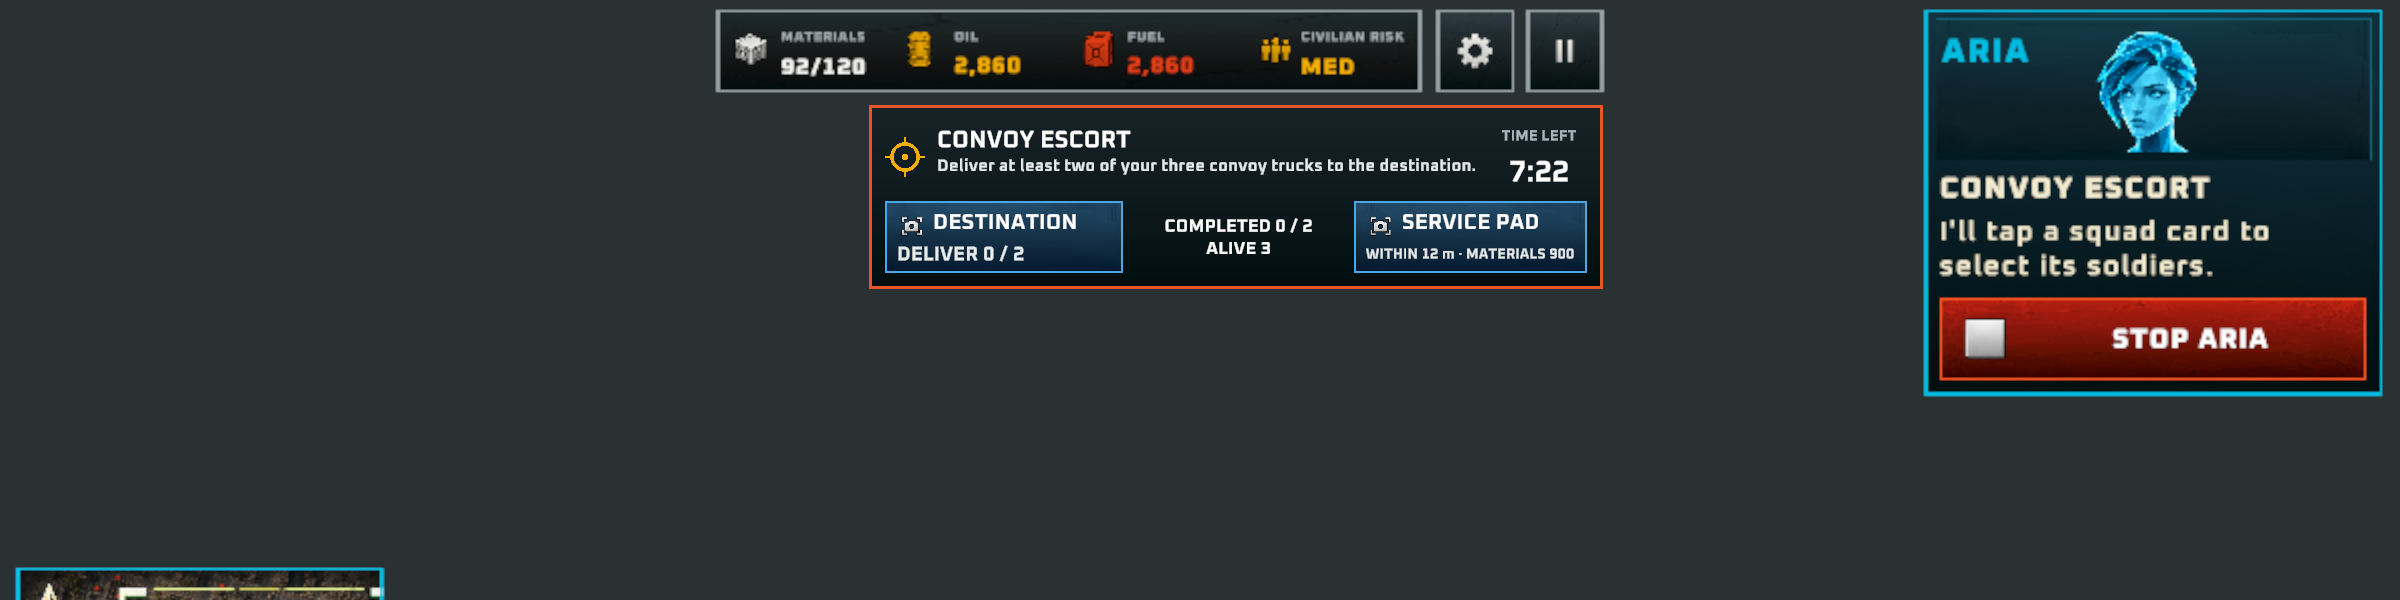 MATERIALS
92/120
OIL
2,860
FUEL
2,860
CIVILIAN RISK
MED
CONVOY ESCORT
Deliver at least two of your three convoy trucks to the destination.
TIME LEFT
7:22
DESTINATION
DELIVER 0 / 2
COMPLETED 0 / 2
ALIVE 3
SERVICE PAD
WITHIN 12 m · MATERIALS 900
ARIA
CONVOY ESCORT
I'll tap a squad card to
select its soldiers.
STOP ARIA